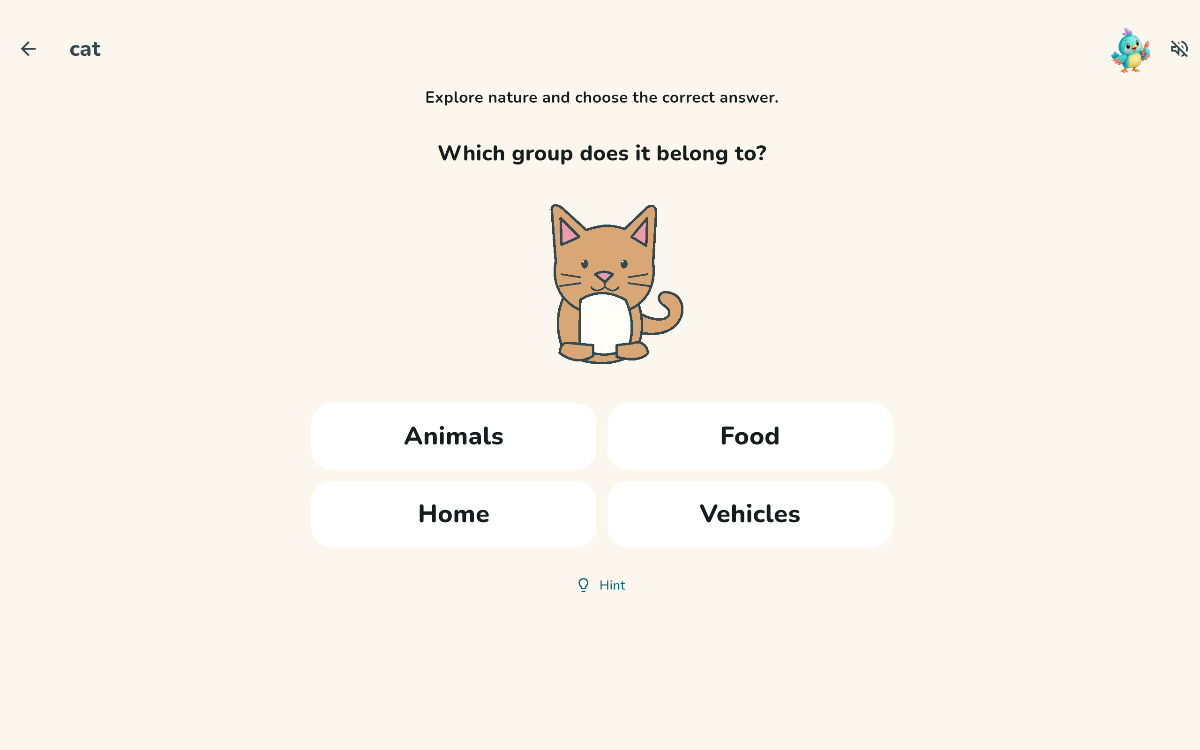 cat
Explore nature and choose the correct answer.
Which group does it belong to?
Animals
Food
Home
Vehicles
Hint